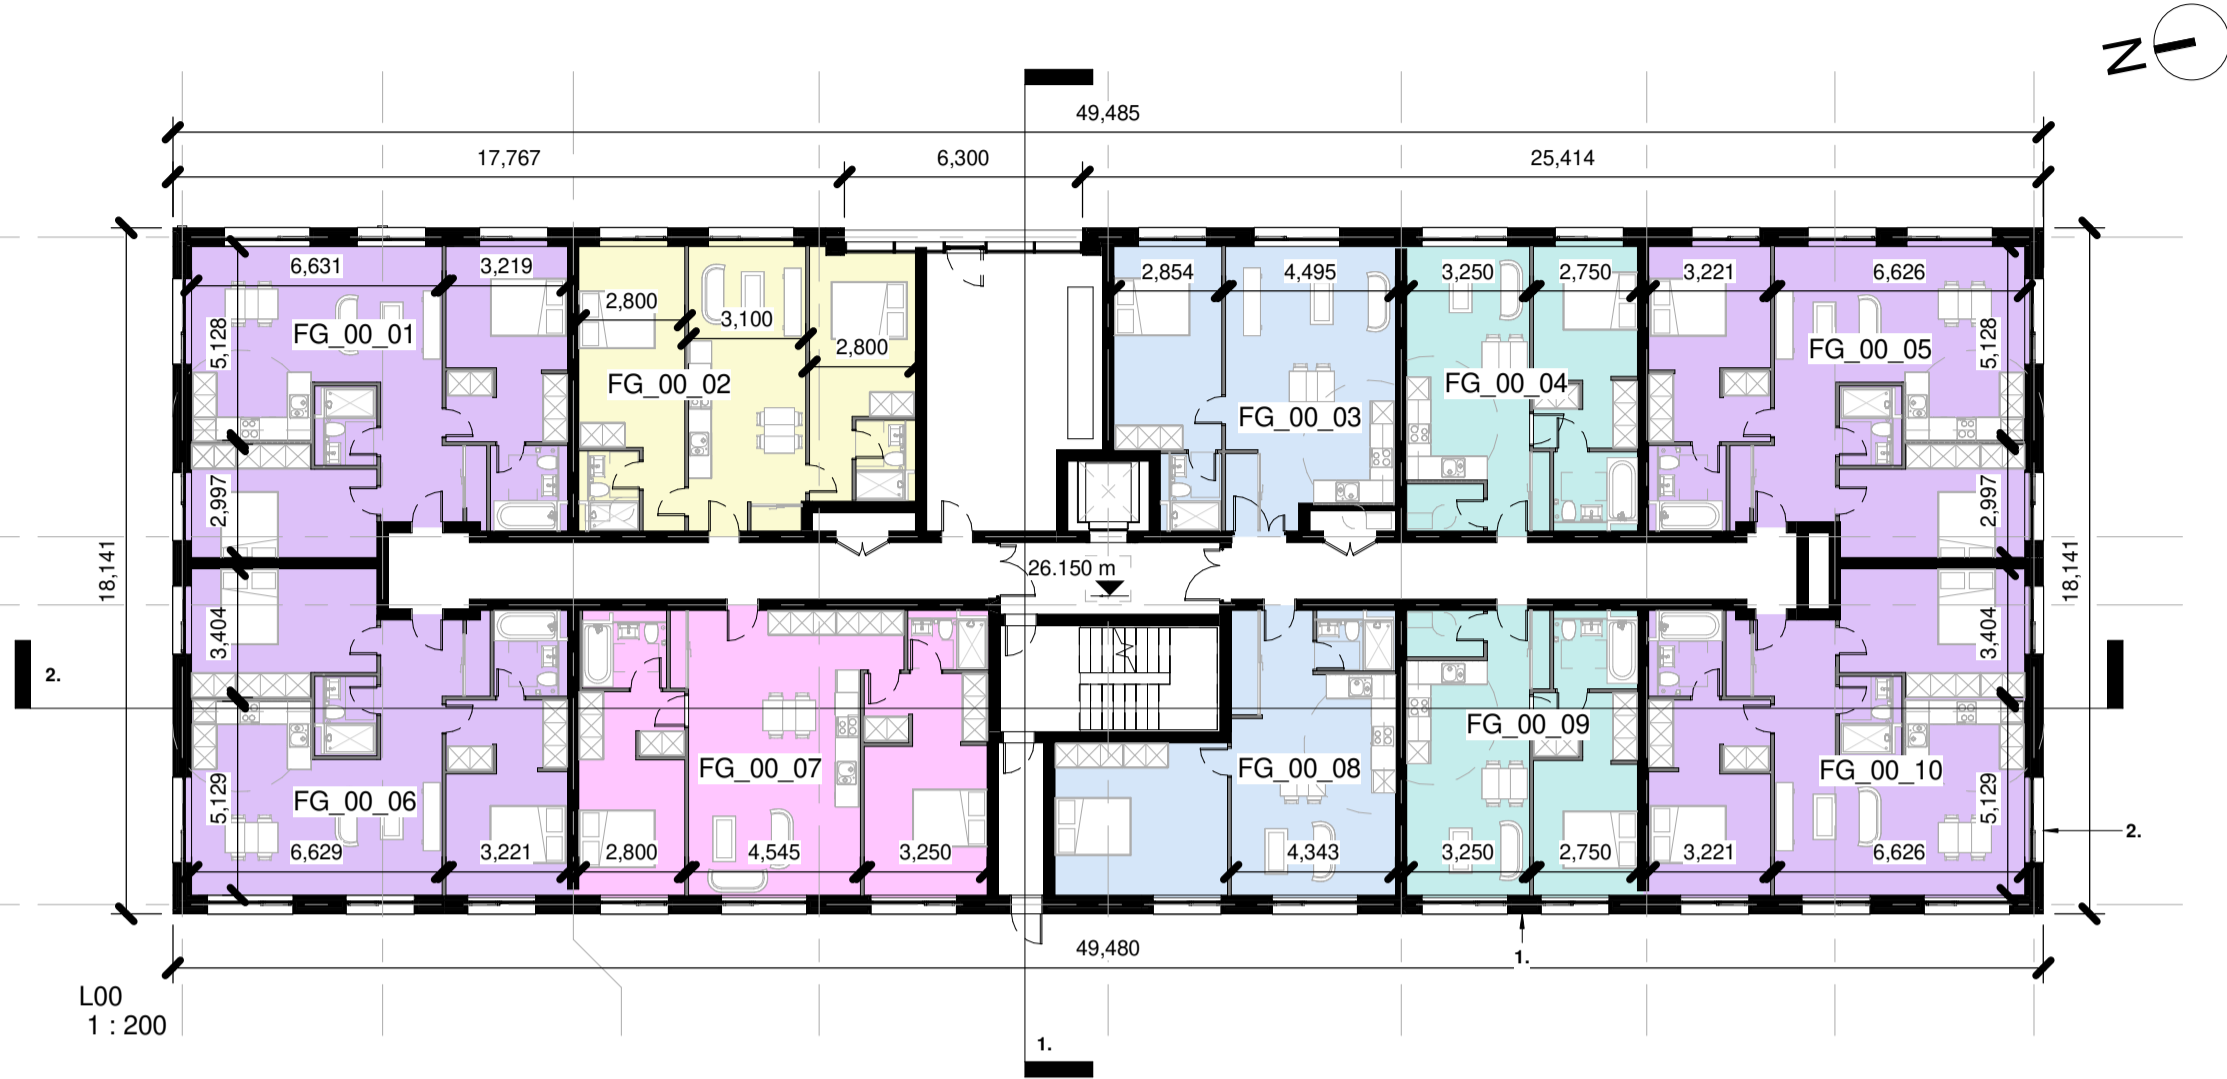 N
49,485
17,767
6,300
25,414
6,631
3,219
2,800
3,100
2,800
2,854
4,495
3,250
2,750
3,221
6,626
FG_00_01
5,128
FG_00_02
FG_00_03
FG_00_04
FG_00_05
5,128
2,997
2,997
18,141
26.150 m
18,141
3,404
3,404
2.
FG_00_06
5,129
FG_00_07
FG_00_08
FG_00_09
FG_00_10
5,129
2.
6,629
3,221
2,800
4,545
3,250
4,343
3,250
2,750
3,221
6,626
49,480
1.
L00
1 : 200
1.